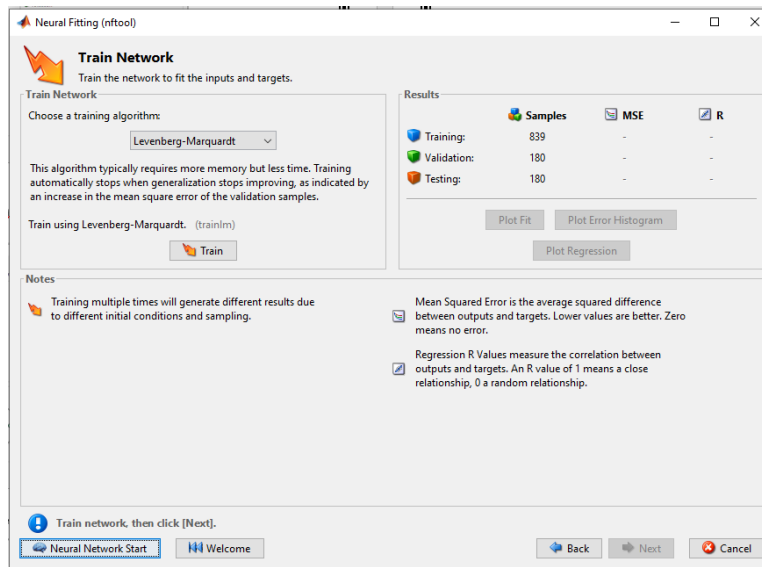 Neural Fitting (nftool)
Train Network
Train the network to fit the inputs and targets.
Train Network
Choose a training algorithm:
Levenberg-Marquardt
This algorithm typically requires more memory but less time. Training
automatically stops when generalization stops improving, as indicated by
an increase in the mean square error of the validation samples.
Train using Levenberg-Marquardt. (trainlm)
Train
Results
Samples MSE R
Training: 839 - -
Validation: 180 - -
Testing: 180 - -
Plot Fit Plot Error Histogram
Plot Regression
Notes
Training multiple times will generate different results due
to different initial conditions and sampling.
Mean Squared Error is the average squared difference
between outputs and targets. Lower values are better. Zero
means no error.
Regression R Values measure the correlation between
outputs and targets. An R value of 1 means a close
relationship, 0 a random relationship.
Train network, then click [Next].
Neural Network Start Welcome Back Next Cancel